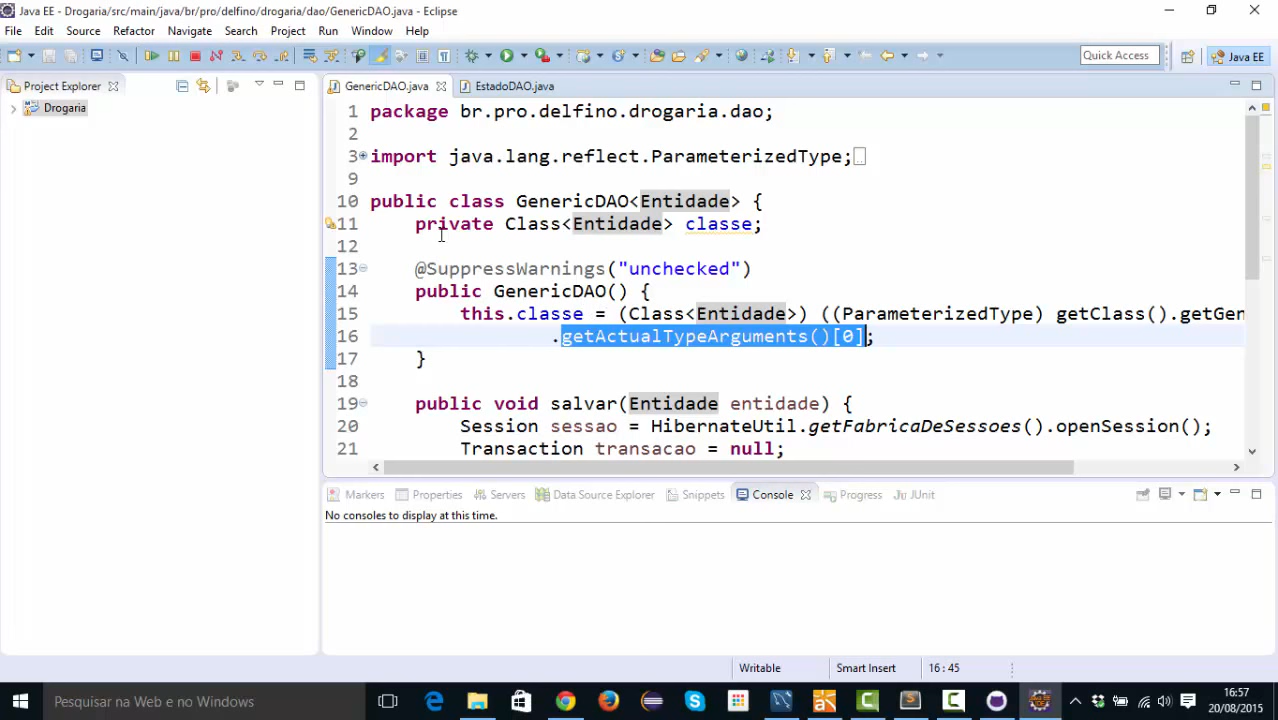 Java EE - Drogaria/src/main/java/br/pro/delfino/drogaria/dao/GenericDAO.java - Eclipse
File Edit Source Refactor Navigate Search Project Run Window Help
Quick Access
Java EE
Project Explorer
GenericDAO.java
EstadoDAO.java
Drogaria
1 package br.pro.delfino.drogaria.dao;
2
3 import java.lang.reflect.ParameterizedType;
9
10 public class GenericDAO<Entidade> {
11 private Class<Entidade> classe;
12
13 @SuppressWarnings("unchecked")
14 public GenericDAO() {
15 this.classe = (Class<Entidade>) ((ParameterizedType) getClass().getGen
16 .getActualTypeArguments()[0];
17 }
18
19 public void salvar(Entidade entidade) {
20 Session sessao = HibernateUtil.getFabricaDeSessoes().openSession();
21 Transaction transacao = null;
Markers Properties Servers Data Source Explorer Snippets Console Progress JUnit
No consoles to display at this time.
Writable Smart Insert 16 : 45
Pesquisar na Web e no Windows
16:57
20/08/2015